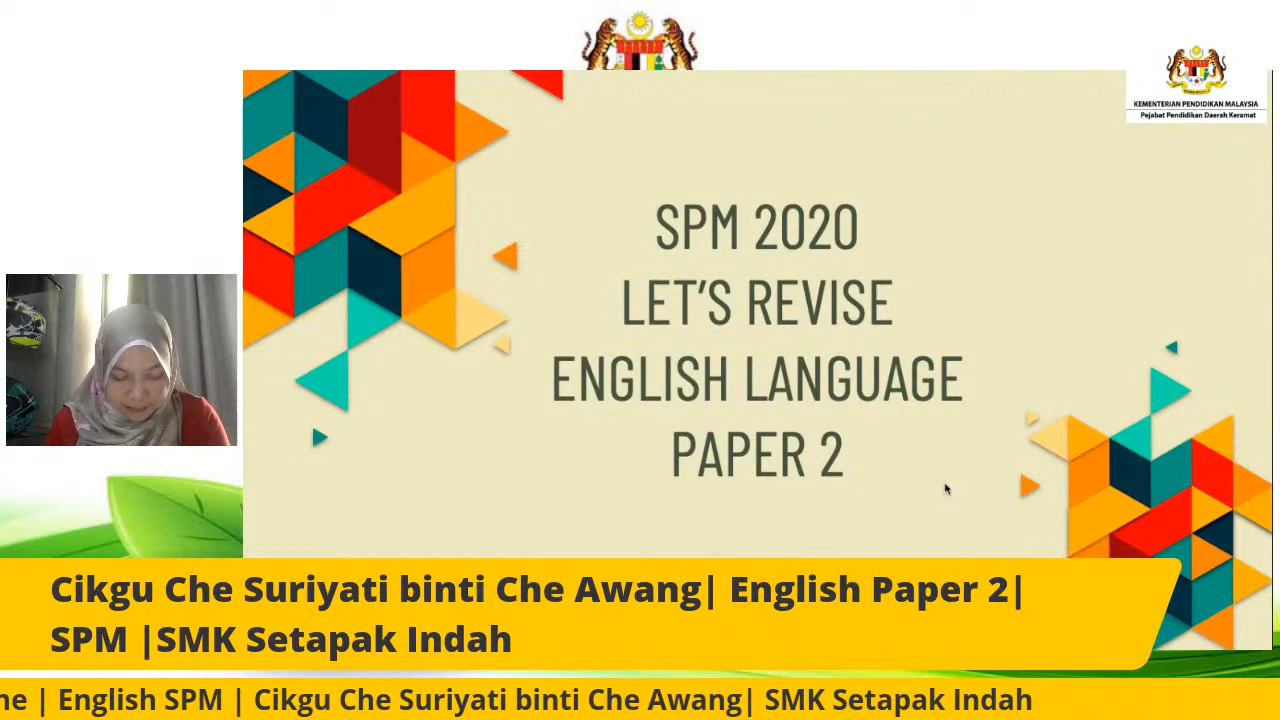 KEMENTERIAN PENDIDIKAN MALAYSIA
Pejabat Pendidikan Daerah Keramat
SPM 2020
LET'S REVISE
ENGLISH LANGUAGE
PAPER 2
Cikgu Che Suriyati binti Che Awang| English Paper 2|
SPM |SMK Setapak Indah
ne | English SPM | Cikgu Che Suriyati binti Che Awang| SMK Setapak Indah